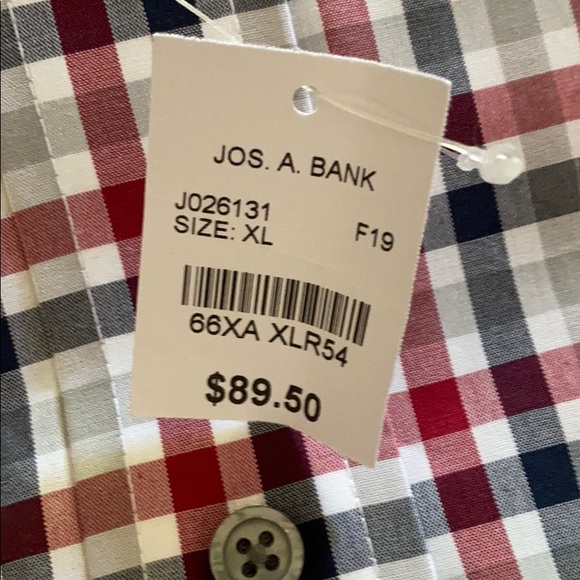 JOS. A. BANK
J026131
SIZE: XL F19
66XA XLR54
$89.50